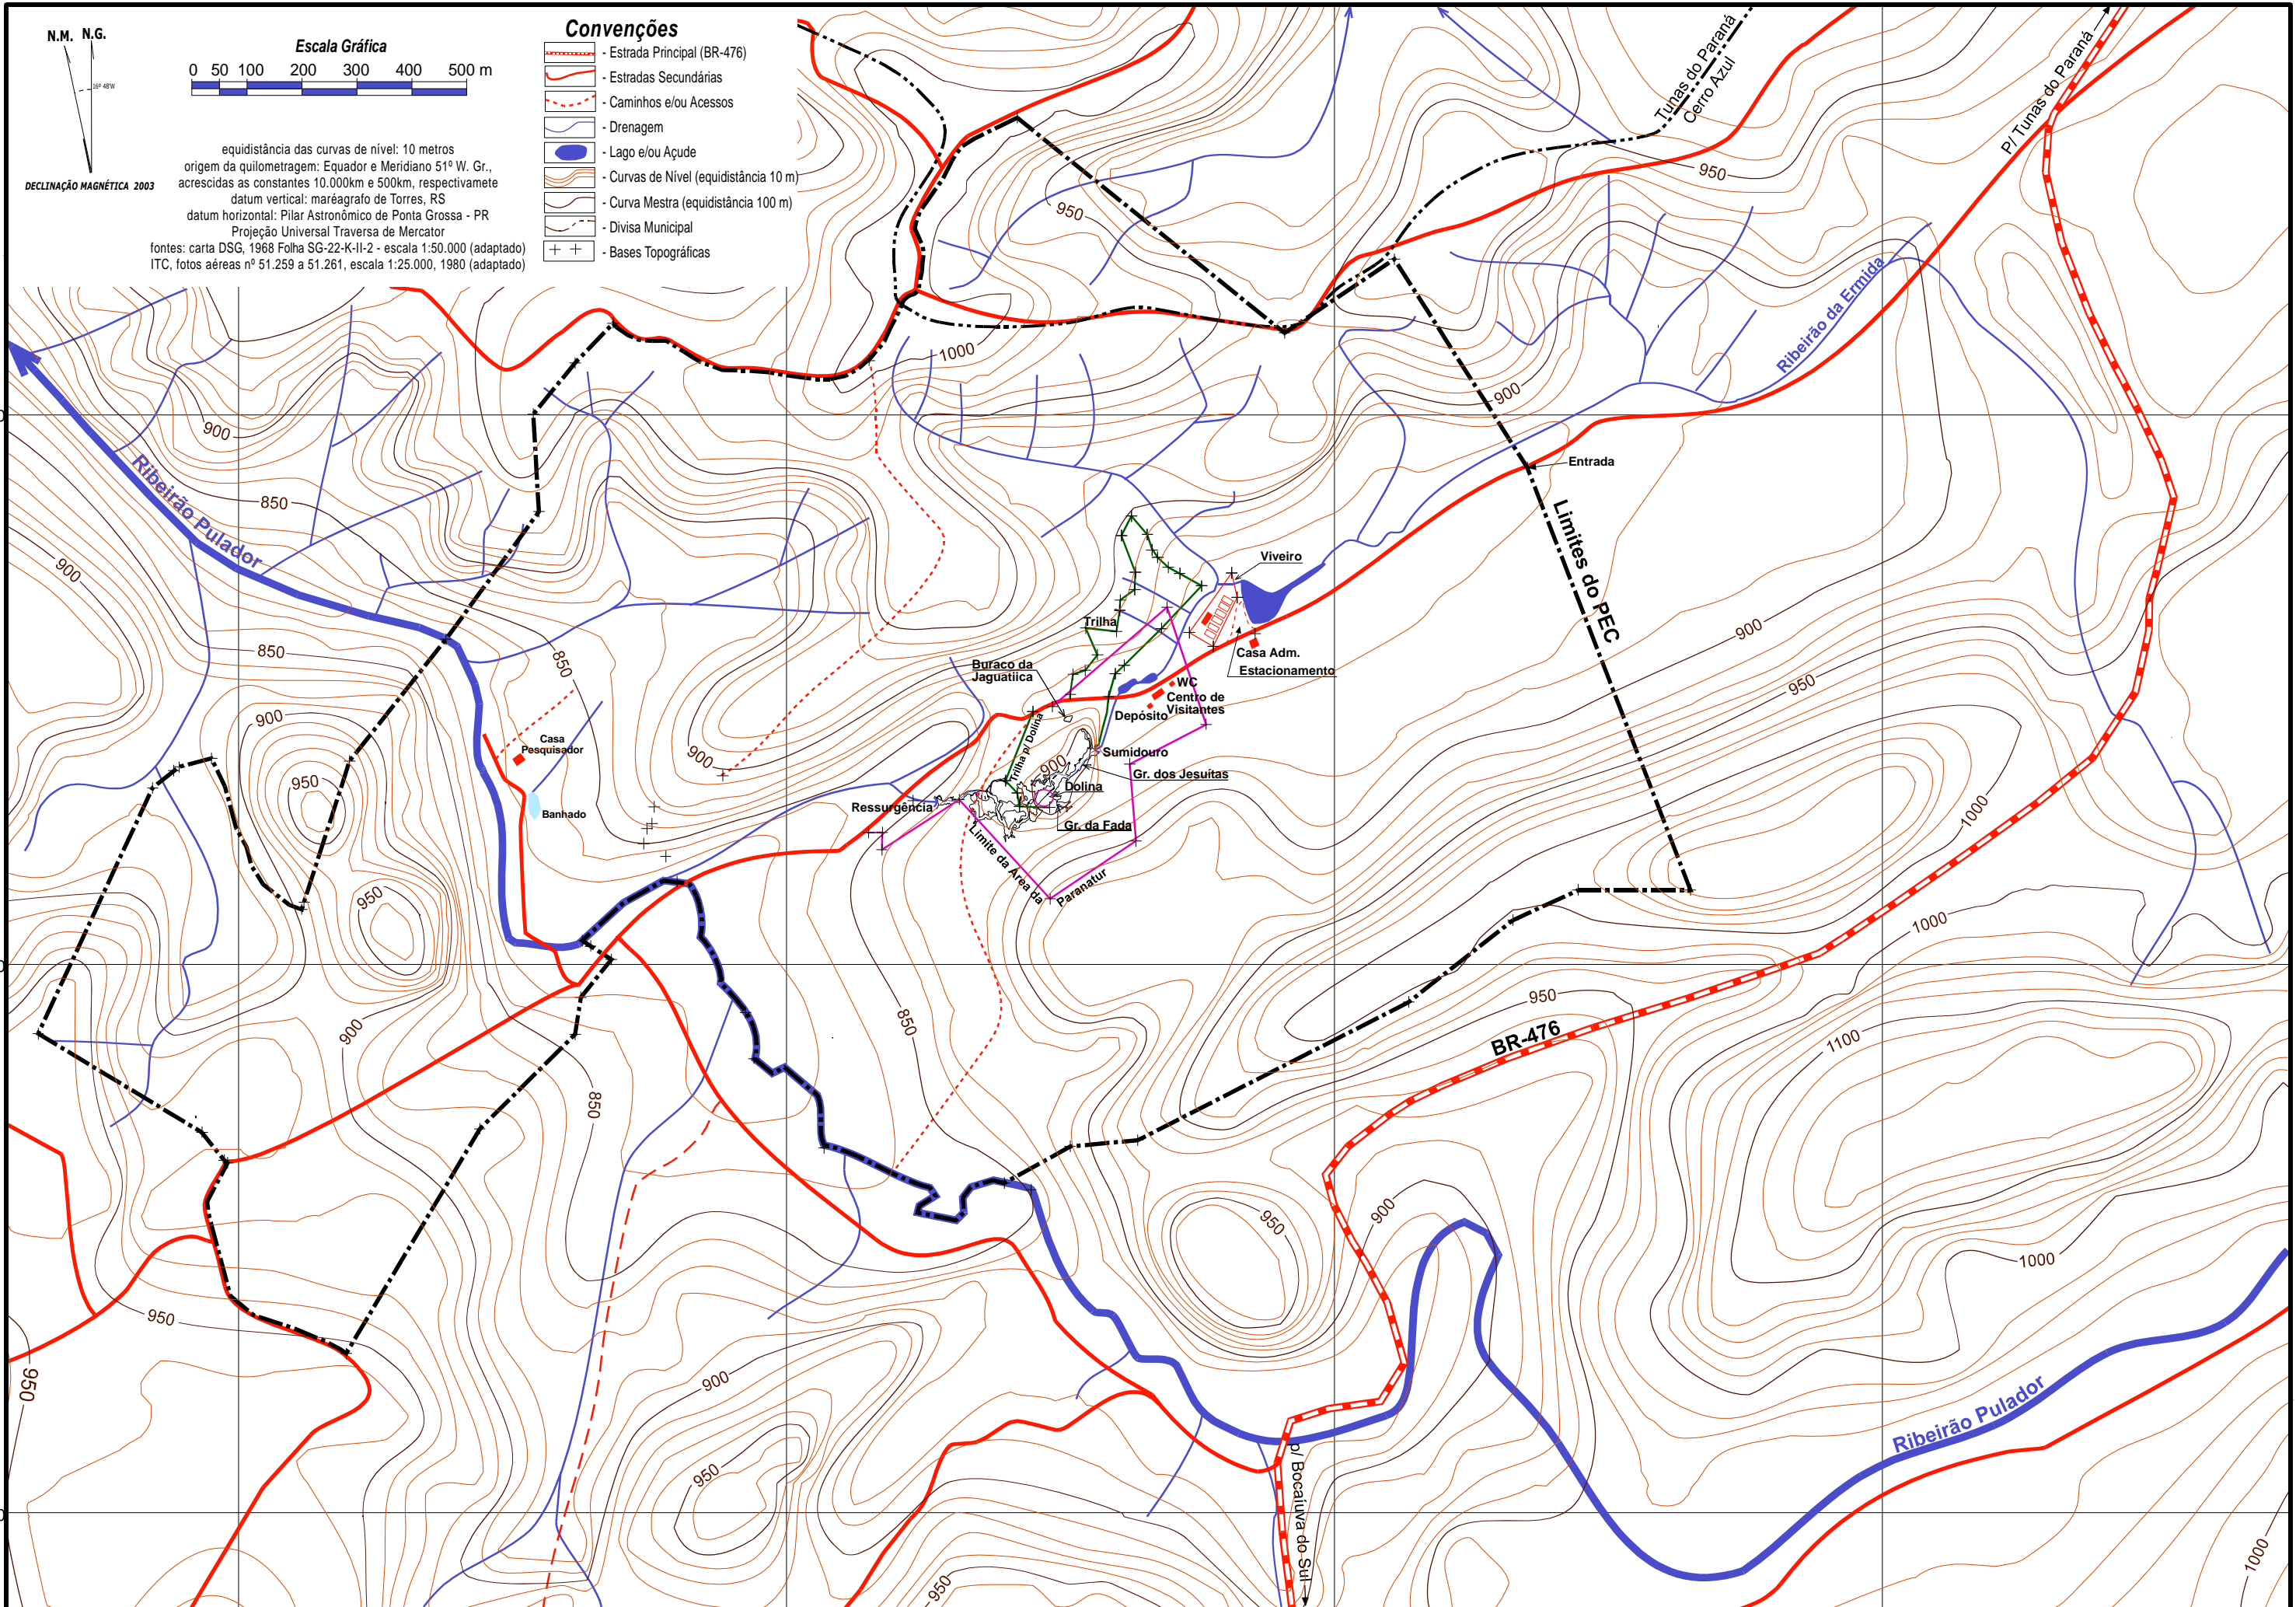 N.M. N.G.
16º 48'W
DECLINAÇÃO MAGNÉTICA 2003
Escala Gráfica
0 50 100 200 300 400 500 m
equidistância das curvas de nível: 10 metros
origem da quilometragem: Equador e Meridiano 51º W. Gr.,
acrescidas as constantes 10.000km e 500km, respectivamete
datum vertical: maréagrafo de Torres, RS
datum horizontal: Pilar Astronômico de Ponta Grossa - PR
Projeção Universal Traversa de Mercator
fontes: carta DSG, 1968 Folha SG-22-K-II-2 - escala 1:50.000 (adaptado)
ITC, fotos aéreas nº 51.259 a 51.261, escala 1:25.000, 1980 (adaptado)
Convenções
- Estrada Principal (BR-476)
- Estradas Secundárias
- Caminhos e/ou Acessos
- Drenagem
- Lago e/ou Açude
- Curvas de Nível (equidistância 10 m)
- Curva Mestra (equidistância 100 m)
- Divisa Municipal
- Bases Topográficas
Tunas do Paraná
Cerro Azul
P/ Tunas do Paraná
950
950
Ribeirão da Ermida
1000
900
900
Entrada
Ribeirão Pulador
850
900
Limites do PEC
Viveiro
Trilha
Casa Adm.
Estacionamento
900
850
850
Buraco da
Jaguatiica
WC
Centro de
Visitantes
Depósito
950
900
Casa
Pesquisador
900
Trilha p/ Dolina
Sumidouro
900
Gr. dos Jesuítas
Dolina
950
Banhado
Ressurgência
Gr. da Fada
1000
Limite da Área da
Paranatur
950
1000
950
900
850
BR-476
1100
850
950
900
1000
950
950
900
Ribeirão Pulador
950
p/ Bocaíuva do Sul
950
1000